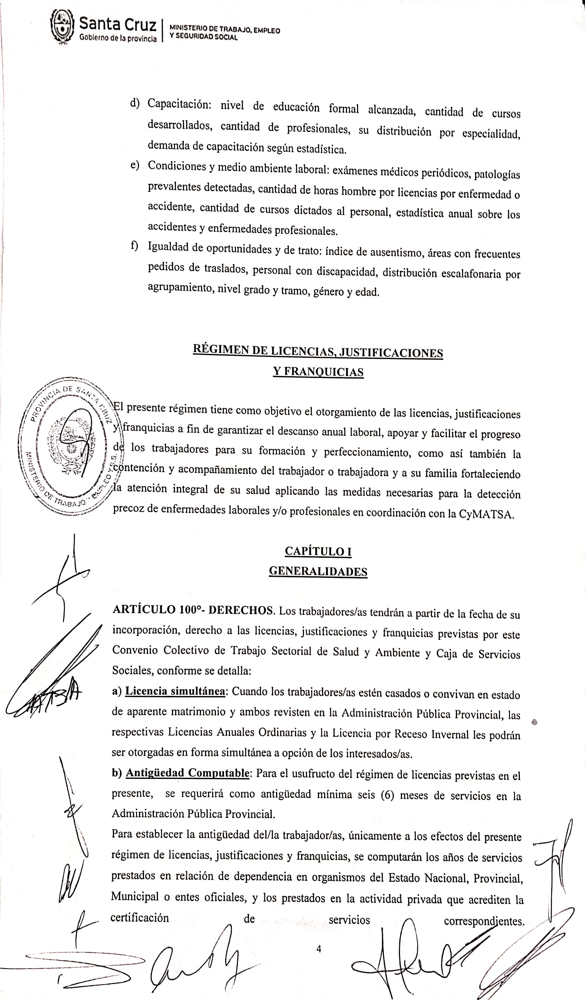 Santa Cruz
Gobierno de la provincia
MINISTERIO DE TRABAJO, EMPLEO
Y SEGURIDAD SOCIAL
d) Capacitación: nivel de educación formal alcanzada, cantidad de cursos
desarrollados, cantidad de profesionales, su distribución por especialidad,
demanda de capacitación según estadística.
e) Condiciones y medio ambiente laboral: exámenes médicos periódicos, patologías
prevalentes detectadas, cantidad de horas hombre por licencias por enfermedad o
accidente, cantidad de cursos dictados al personal, estadística anual sobre los
accidentes y enfermedades profesionales.
f) Igualdad de oportunidades y de trato: índice de ausentismo, áreas con frecuentes
pedidos de traslados, personal con discapacidad, distribución escalafonaria por
agrupamiento, nivel grado y tramo, género y edad.
RÉGIMEN DE LICENCIAS, JUSTIFICACIONES
Y FRANQUICIAS
PROVINCIA DE SANTA CRUZ
MINISTERIO DE TRABAJO, EMPLEO Y S.S.
El presente régimen tiene como objetivo el otorgamiento de las licencias, justificaciones
y franquicias a fin de garantizar el descanso anual laboral, apoyar y facilitar el progreso
de los trabajadores para su formación y perfeccionamiento, como así también la
contención y acompañamiento del trabajador o trabajadora y a su familia fortaleciendo
la atención integral de su salud aplicando las medidas necesarias para la detección
precoz de enfermedades laborales y/o profesionales en coordinación con la CyMATSA.
CAPÍTULO I
GENERALIDADES
ARTÍCULO 100°- DERECHOS. Los trabajadores/as tendrán a partir de la fecha de su
incorporación, derecho a las licencias, justificaciones y franquicias previstas por este
Convenio Colectivo de Trabajo Sectorial de Salud y Ambiente y Caja de Servicios
Sociales, conforme se detalla:
a) Licencia simultánea: Cuando los trabajadores/as estén casados o convivan en estado
de aparente matrimonio y ambos revisten en la Administración Pública Provincial, las
respectivas Licencias Anuales Ordinarias y la Licencia por Receso Invernal les podrán
ser otorgadas en forma simultánea a opción de los interesados/as.
b) Antigüedad Computable: Para el usufructo del régimen de licencias previstas en el
presente, se requerirá como antigüedad mínima seis (6) meses de servicios en la
Administración Pública Provincial.
Para establecer la antigüedad del/la trabajador/as, únicamente a los efectos del presente
régimen de licencias, justificaciones y franquicias, se computarán los años de servicios
prestados en relación de dependencia en organismos del Estado Nacional, Provincial,
Municipal o entes oficiales, y los prestados en la actividad privada que acrediten la
certificación de servicios correspondientes.
4